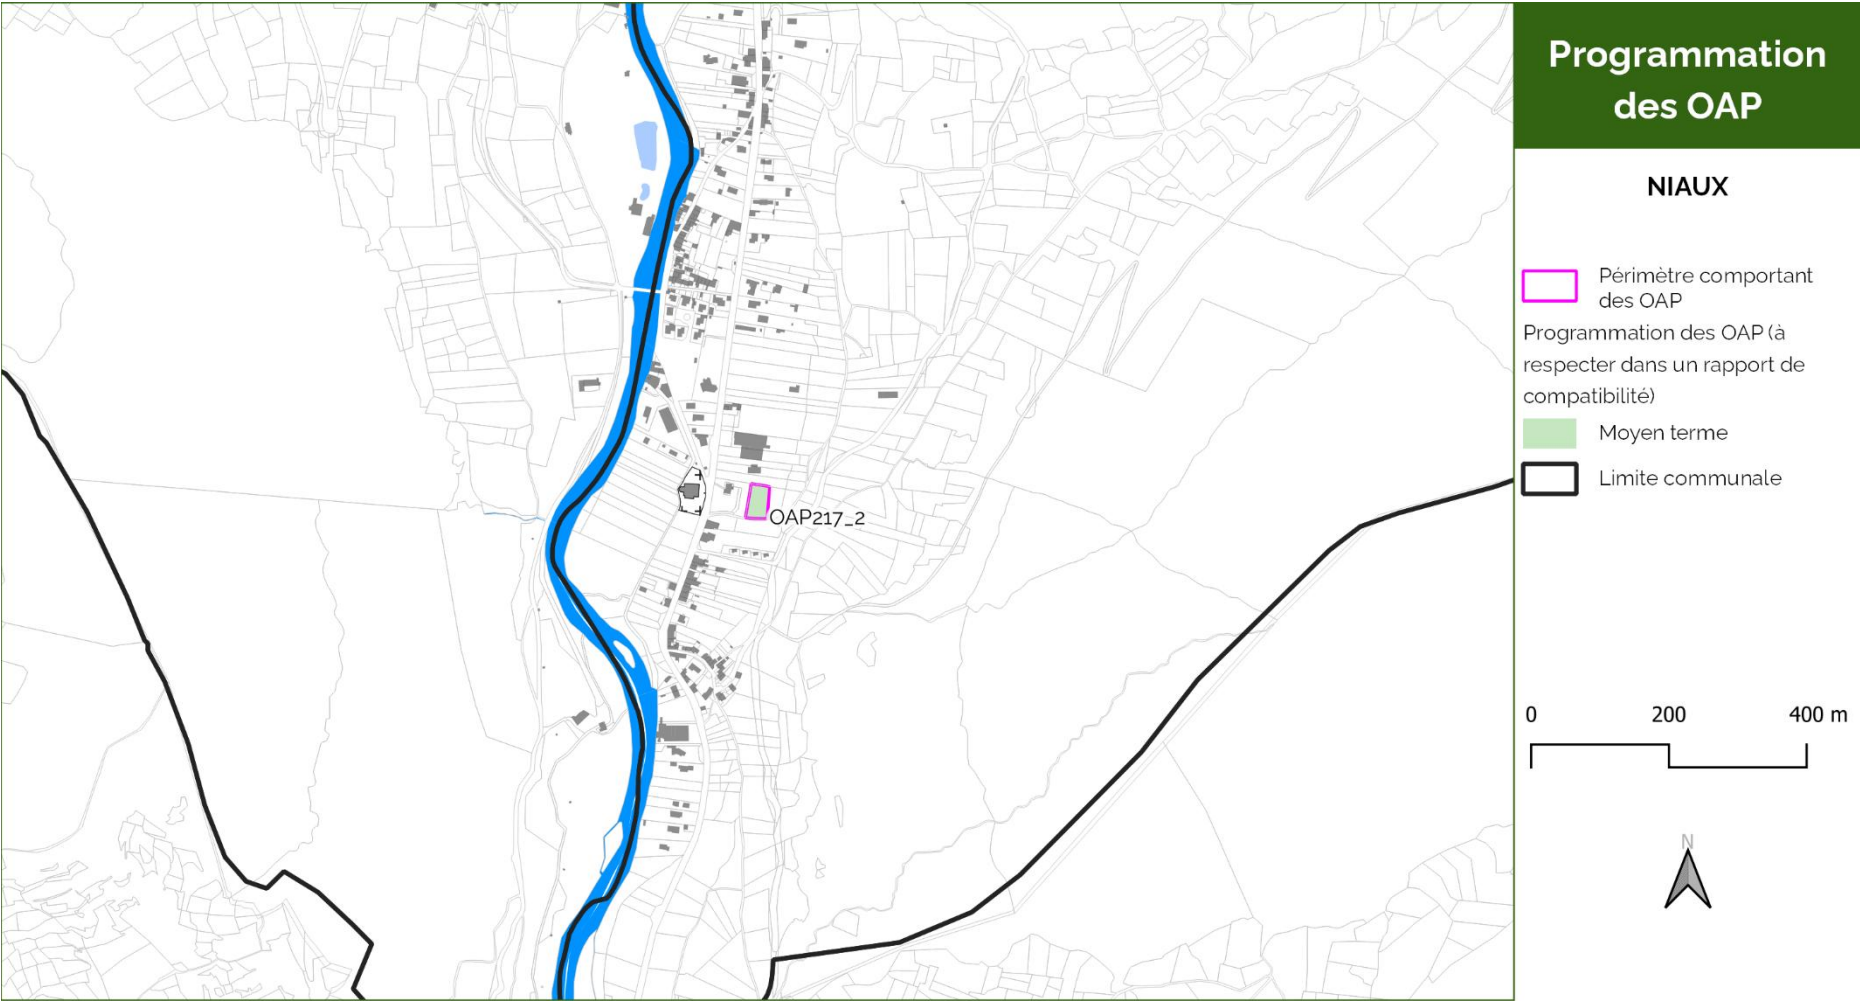 Programmation
des OAP
NIAUX
Périmètre comportant
des OAP
Programmation des OAP (à
respecter dans un rapport de
compatibilité)
Moyen terme
Limite communale
OAP217_2
0 200 400 m
N